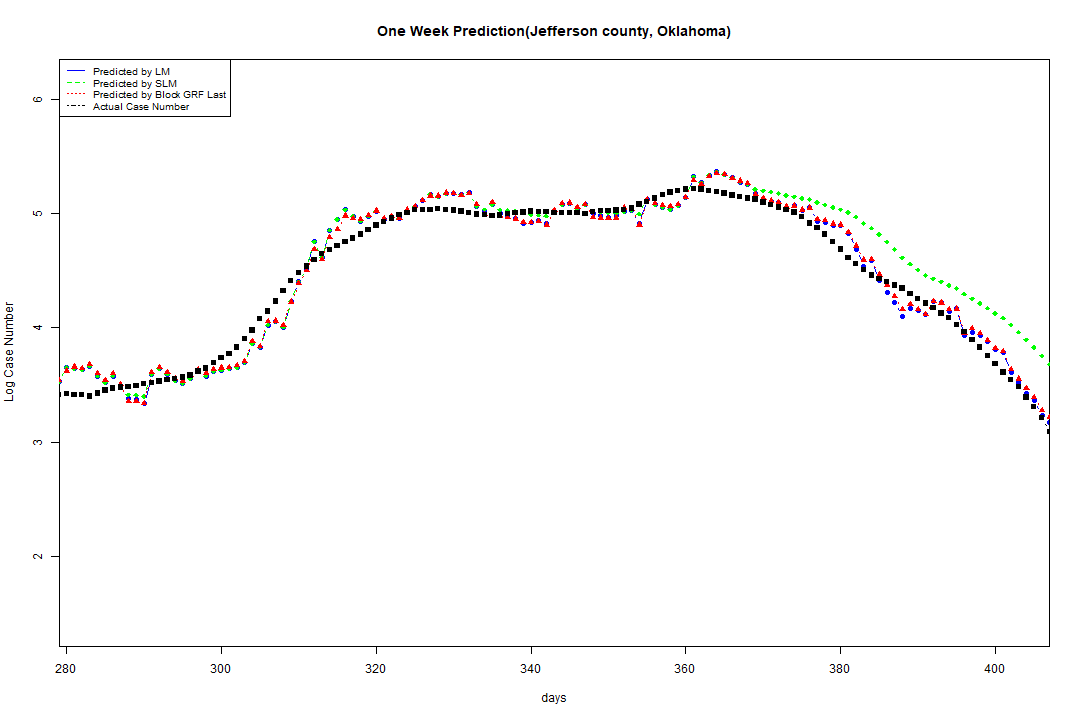 One Week Prediction(Jefferson county, Oklahoma)
Predicted by LM
Predicted by SLM
Predicted by Block GRF Last
Actual Case Number
6
5
4
3
2
Log Case Number
280 300 320 340 360 380 400
days